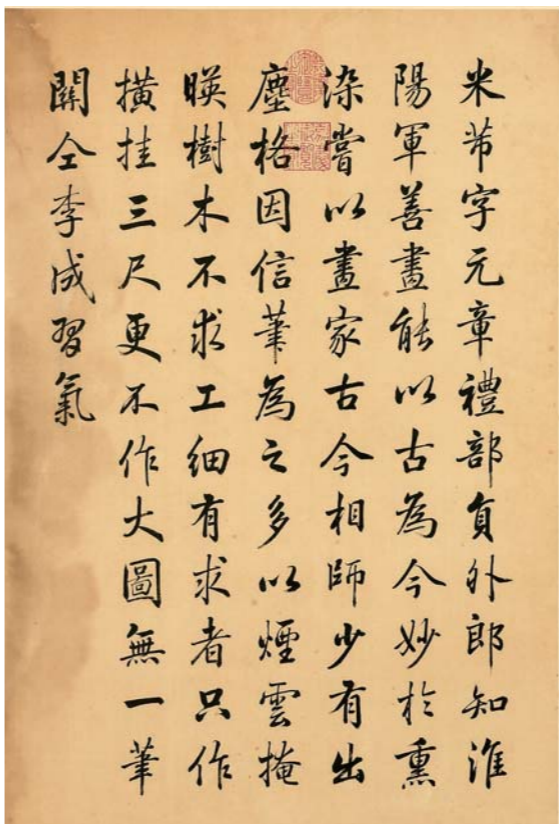 米芾字元章禮部員外郎知淮
陽軍善畫能以古為今妙於熏
染嘗以畫家古今相師少有出
塵格因信筆為之多以煙雲掩
暎樹木不求工細有求者只作
橫挂三尺更不作大圖無一筆
關仝李成習氣